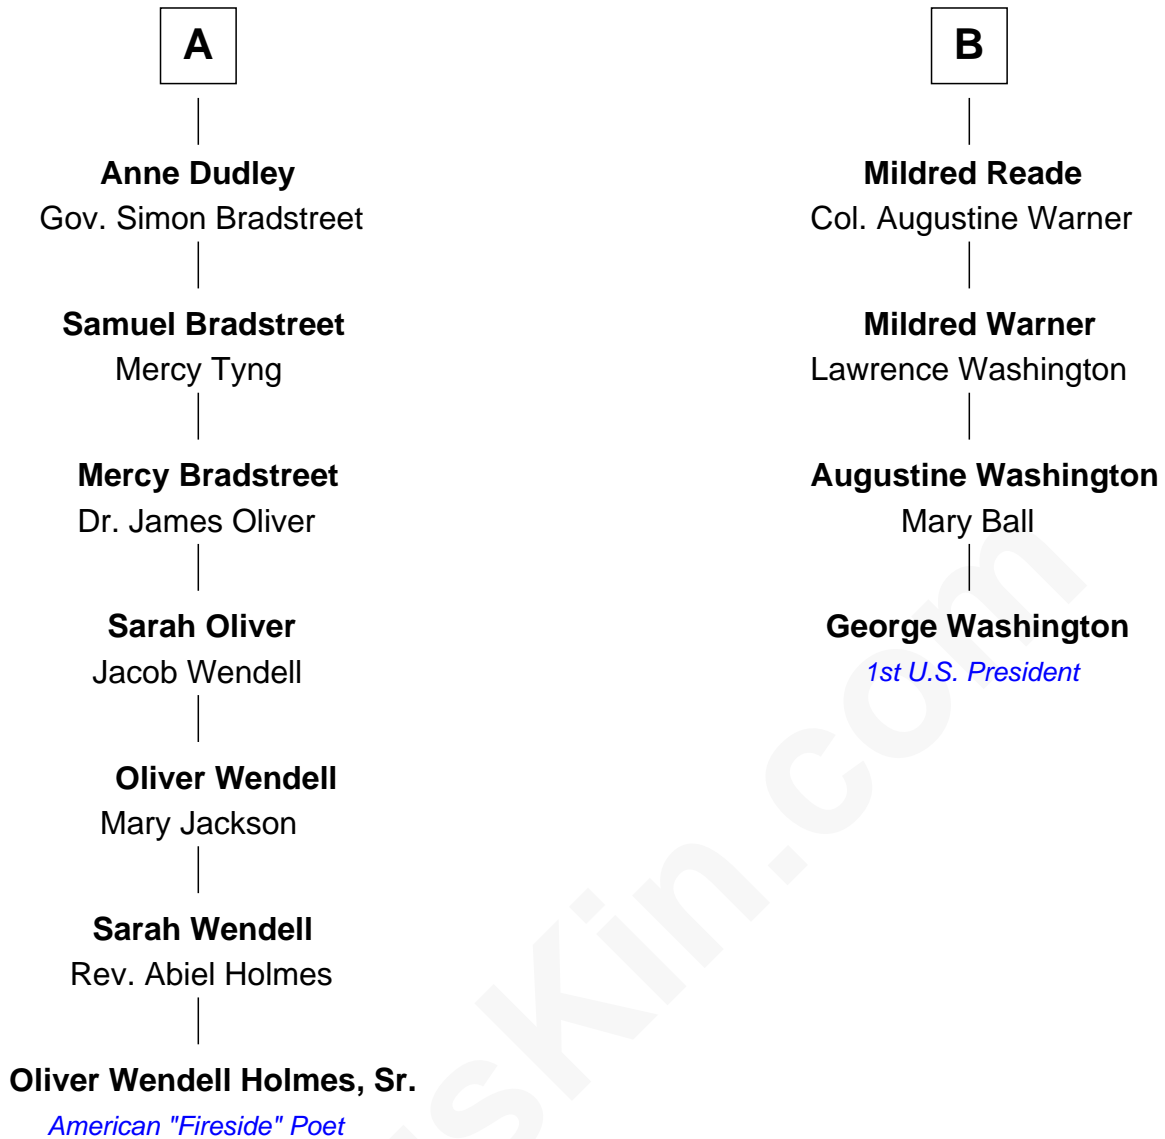 A
Anne Dudley
Gov. Simon Bradstreet
Samuel Bradstreet
Mercy Tyng
Mercy Bradstreet
Dr. James Oliver
Sarah Oliver
Jacob Wendell
Oliver Wendell
Mary Jackson
Sarah Wendell
Rev. Abiel Holmes
Oliver Wendell Holmes, Sr.
American "Fireside" Poet
B
Mildred Reade
Col. Augustine Warner
Mildred Warner
Lawrence Washington
Augustine Washington
Mary Ball
George Washington
1st U.S. President